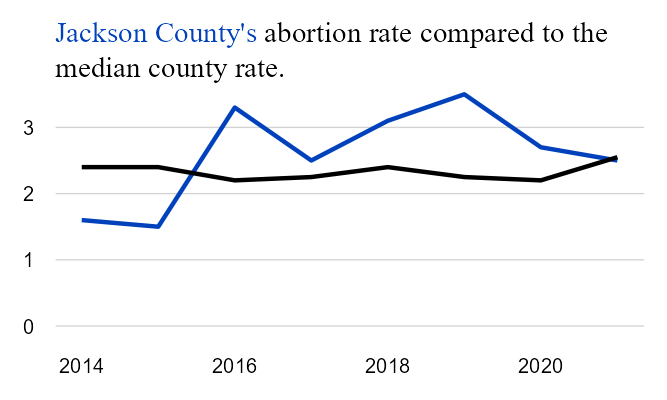 Jackson County's abortion rate compared to the
median county rate.
3
2
1
0
2014 2016 2018 2020